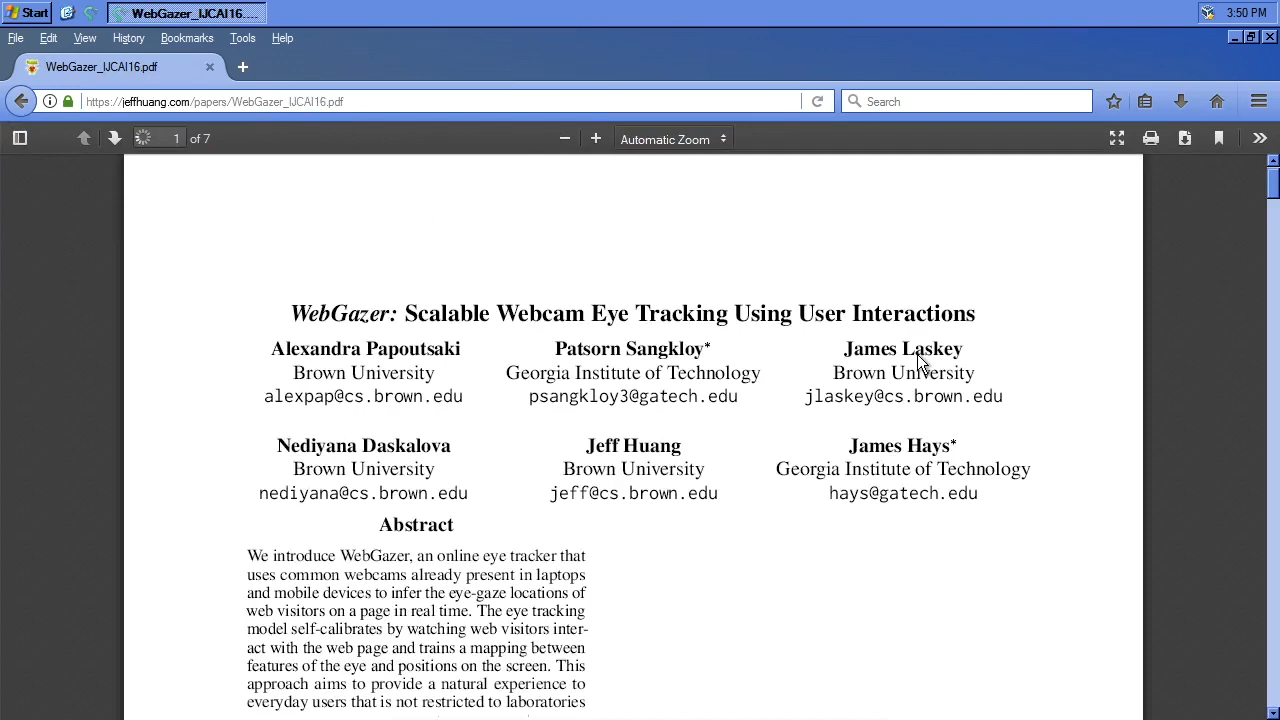 Start
WebGazer_IJCAI16....
3:50 PM
File Edit View History Bookmarks Tools Help
WebGazer_IJCAI16.pdf
https://jeffhuang.com/papers/WebGazer_IJCAI16.pdf
Search
1 of 7
Automatic Zoom
WebGazer: Scalable Webcam Eye Tracking Using User Interactions
Alexandra Papoutsaki Patsorn Sangkloy* James Laskey
Brown University Georgia Institute of Technology Brown University
alexpap@cs.brown.edu psangkloy3@gatech.edu jlaskey@cs.brown.edu
Nediyana Daskalova Jeff Huang James Hays*
Brown University Brown University Georgia Institute of Technology
nediyana@cs.brown.edu jeff@cs.brown.edu hays@gatech.edu
Abstract
We introduce WebGazer, an online eye tracker that
uses common webcams already present in laptops
and mobile devices to infer the eye-gaze locations of
web visitors on a page in real time. The eye tracking
model self-calibrates by watching web visitors inter-
act with the web page and trains a mapping between
features of the eye and positions on the screen. This
approach aims to provide a natural experience to
everyday users that is not restricted to laboratories